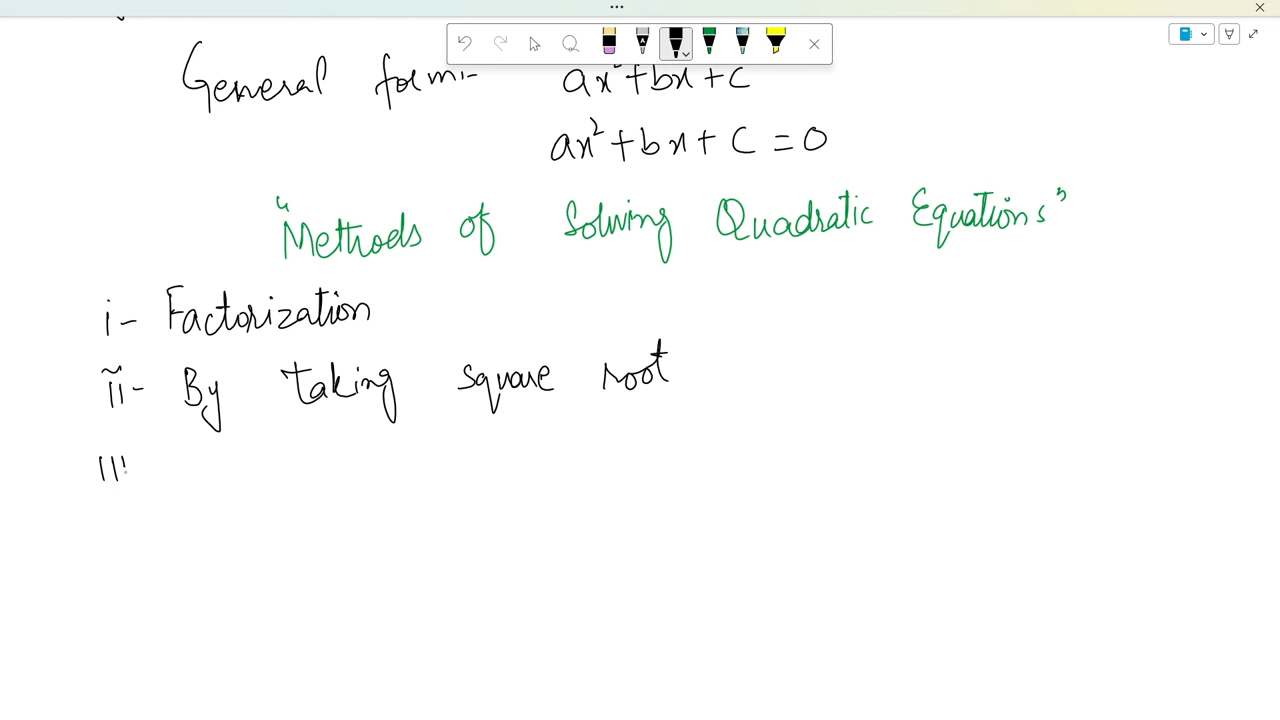 General form:- ax²+bx+c
ax²+bx+c=0
"Methods of Solving Quadratic Equations"
i- Factorization
ii- By taking square root
iii